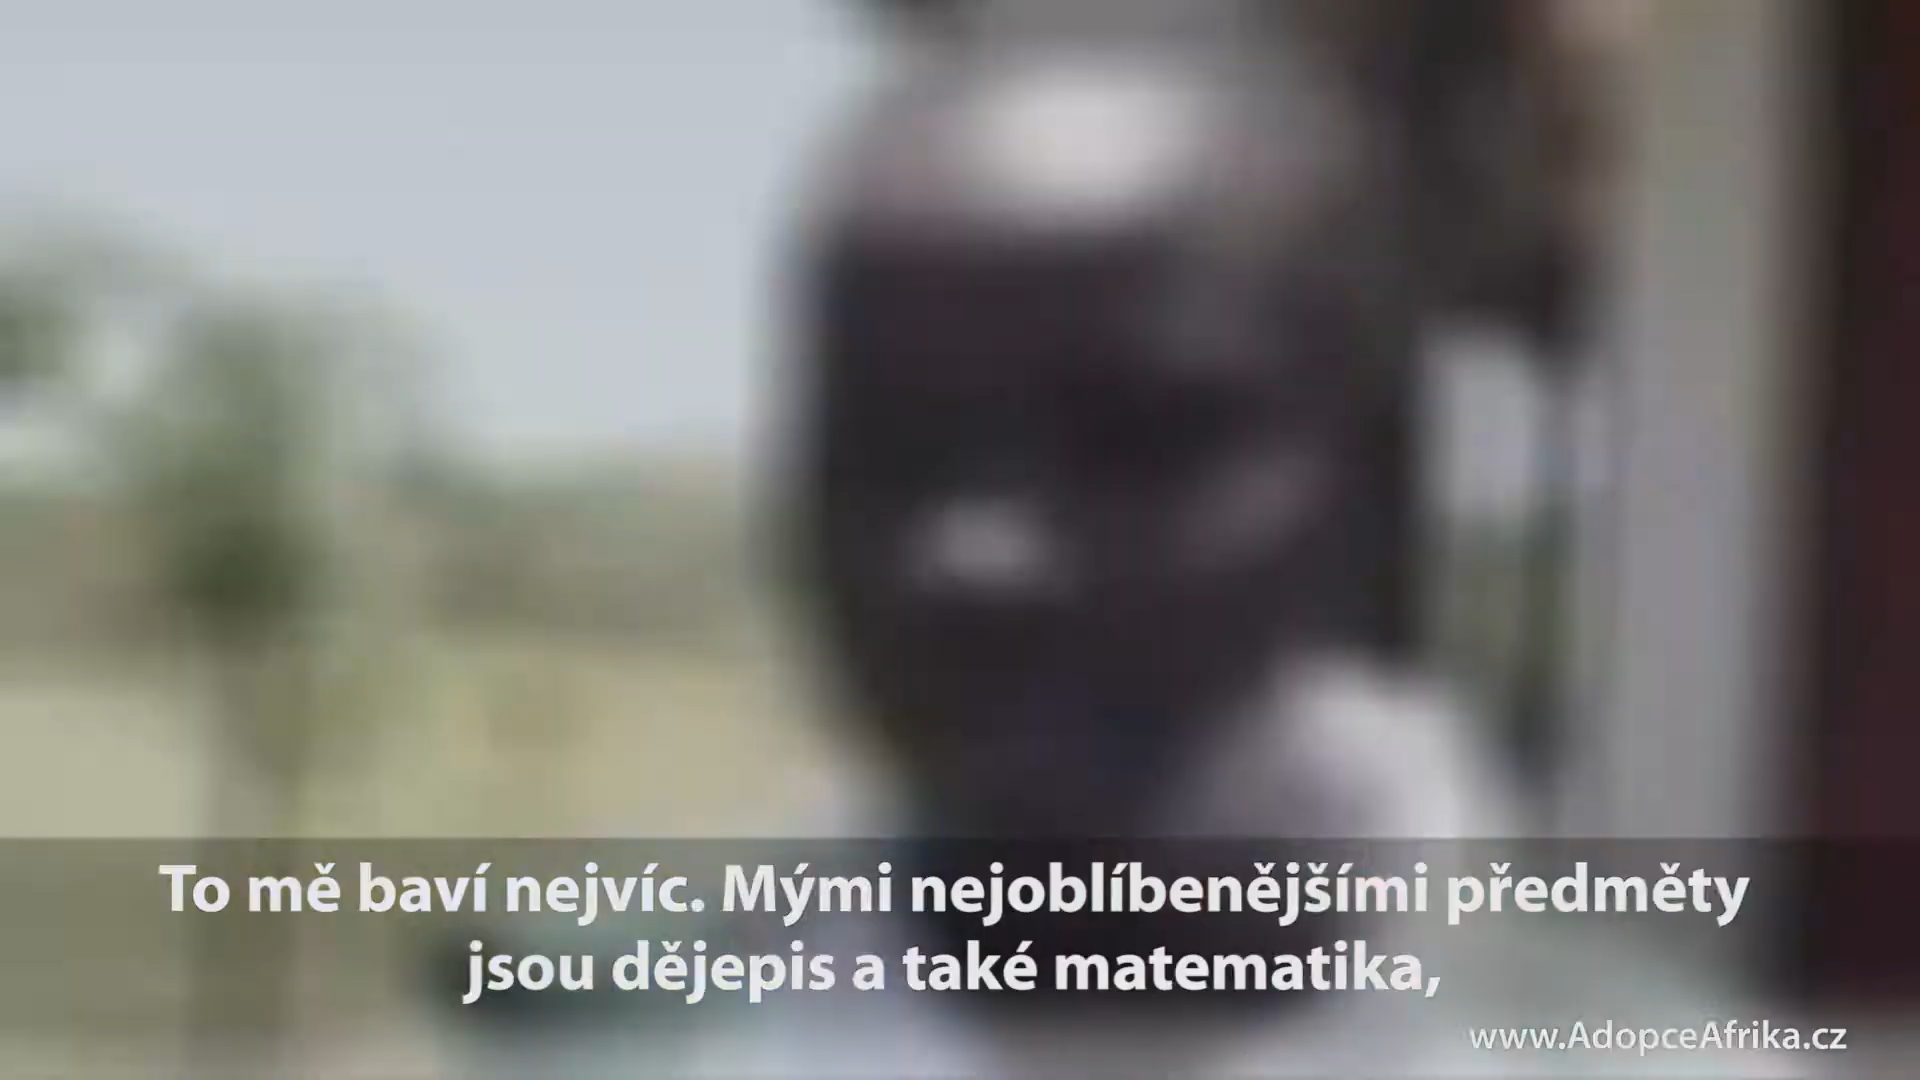 To mě baví nejvíc. Mými nejoblíbenějšími předměty
jsou dějepis a také matematika,
www.AdopceAfrika.cz